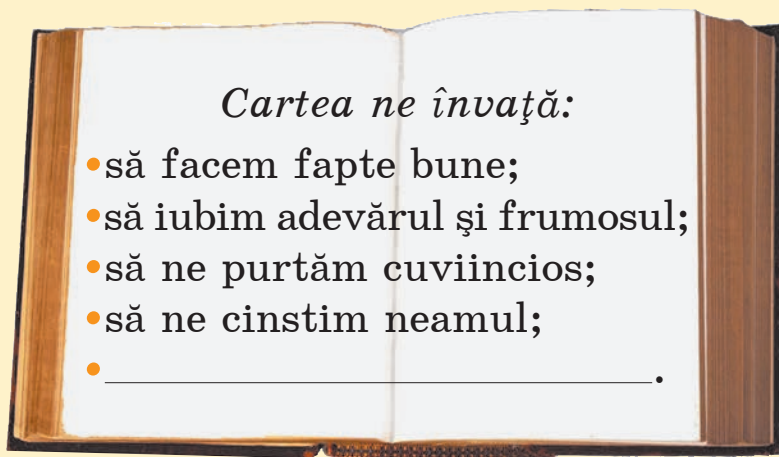 Cartea ne învaţă:
•să facem fapte bune;
•să iubim adevărul şi frumosul;
•să ne purtăm cuviincios;
•să ne cinstim neamul;
•____________________.